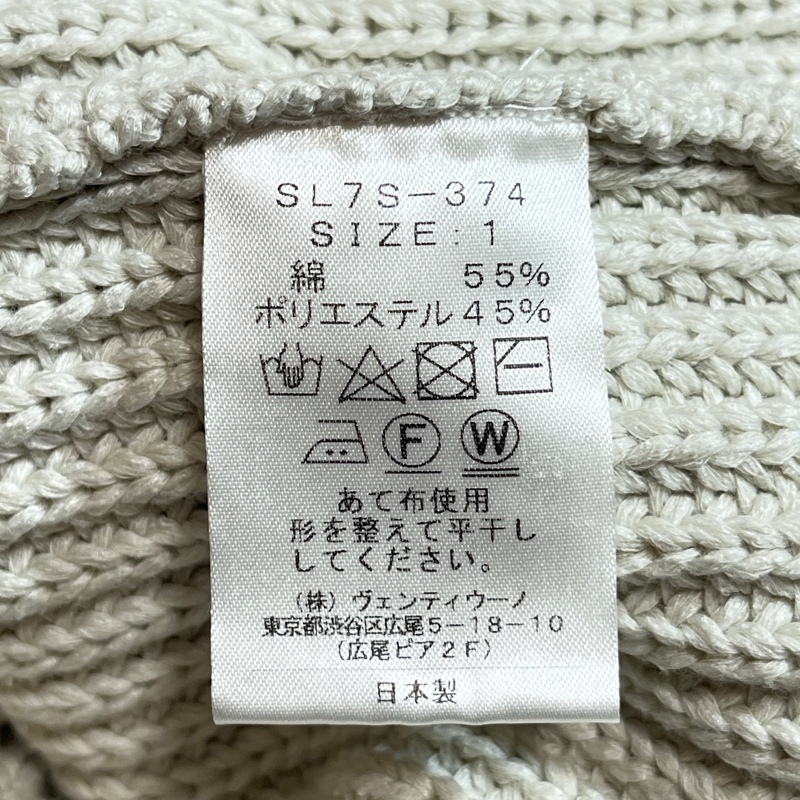 SL7S-374
SIZE:1
綿 55%
ポリエステル45%
F W
あて布使用
形を整えて平干し
してください。
(株)ヴェンティウーノ
東京都渋谷区広尾5-18-10
(広尾ピア2F)
日本製